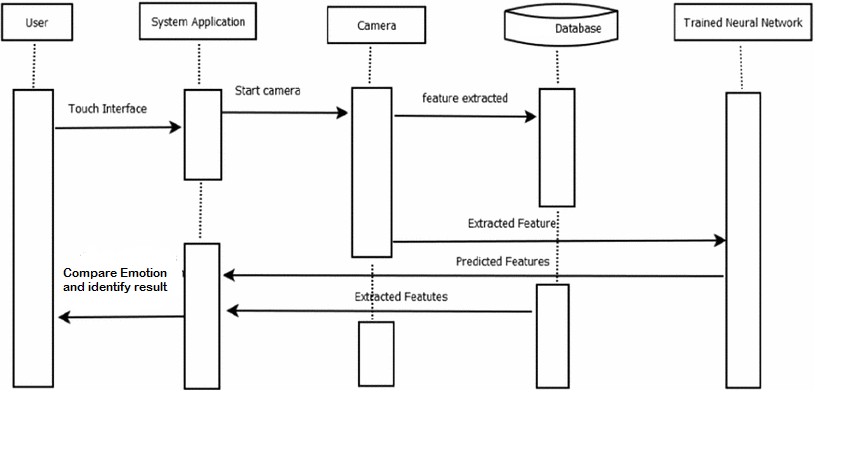 User
System Application
Camera
Database
Trained Neural Network
Touch Interface
Start camera
feature extracted
Extracted Feature
Predicted Features
Compare Emotion
and identify result
Extracted Featutes